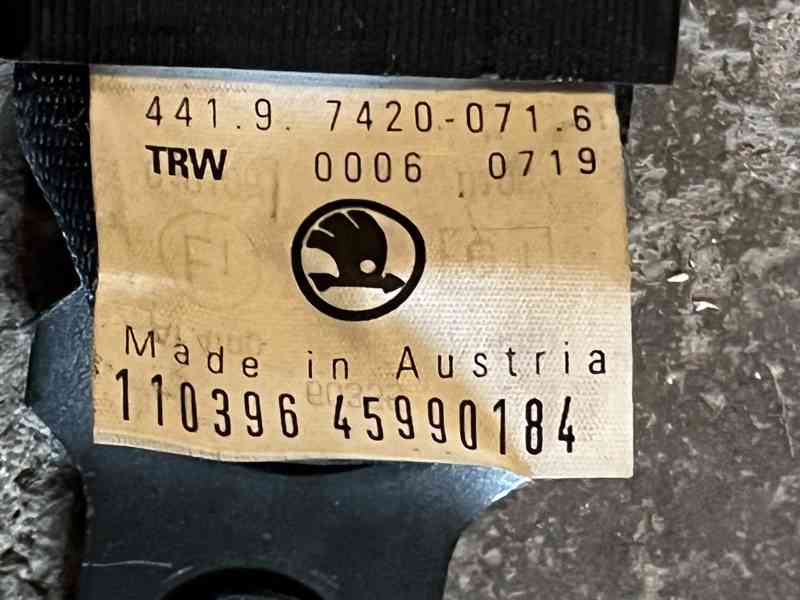 441.9. 7420-071.6
TRW 0006 0719
Made in Austria
110396 45990184